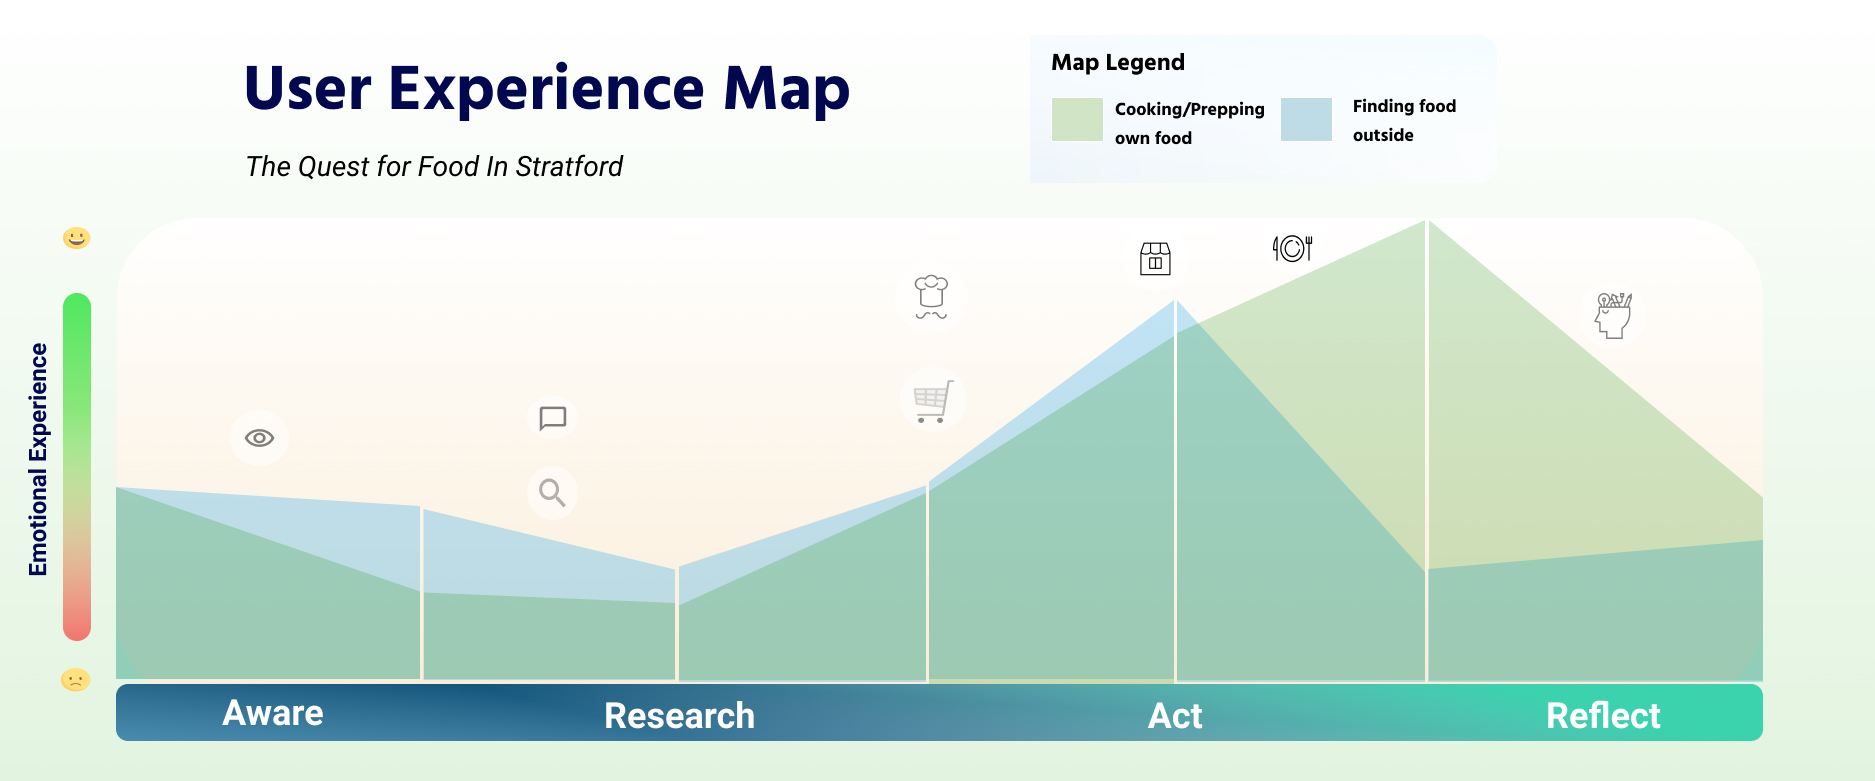 User Experience Map
The Quest for Food In Stratford
Map Legend
Cooking/Prepping
own food
Finding food
outside
Emotional Experience
Aware
Research
Act
Reflect